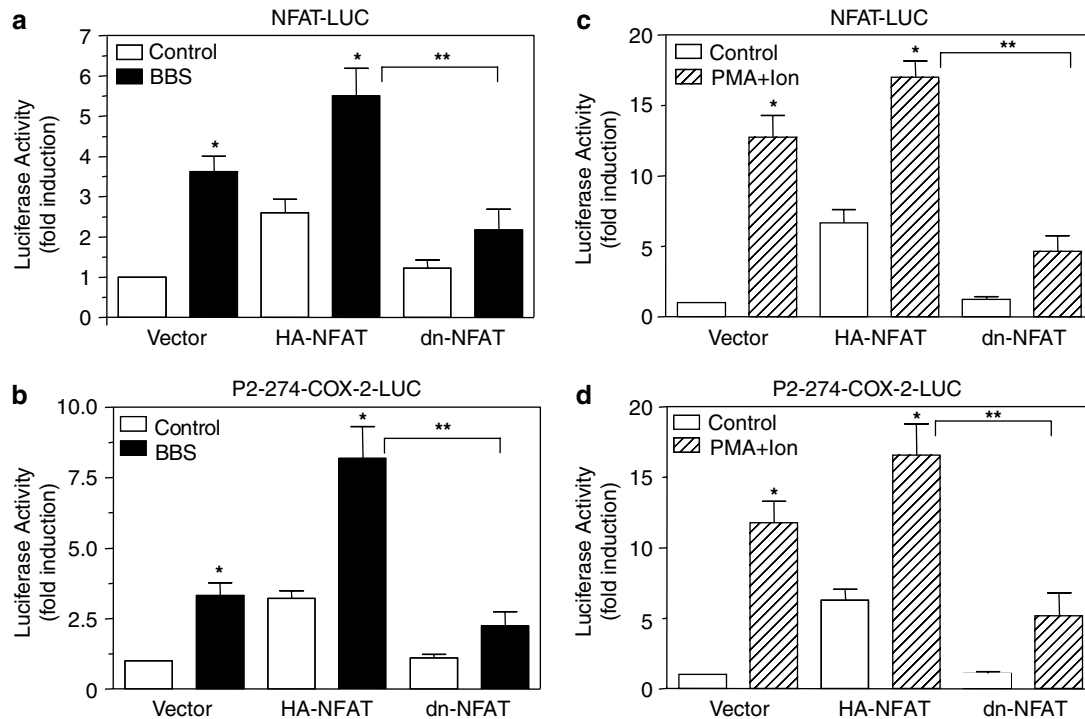 a
NFAT-LUC
Control
BBS
Luciferase Activity
(fold induction)
7
6
5
4
3
2
1
0
*
*
**
Vector
HA-NFAT
dn-NFAT
c
NFAT-LUC
Control
PMA+Ion
Luciferase Activity
(fold induction)
20
15
10
5
0
*
*
**
Vector
HA-NFAT
dn-NFAT
b
P2-274-COX-2-LUC
Control
BBS
Luciferase Activity
(fold induction)
10.0
7.5
5.0
2.5
0
*
*
**
Vector
HA-NFAT
dn-NFAT
d
P2-274-COX-2-LUC
Control
PMA+Ion
Luciferase Activity
(fold induction)
20
15
10
5
0
*
*
**
Vector
HA-NFAT
dn-NFAT